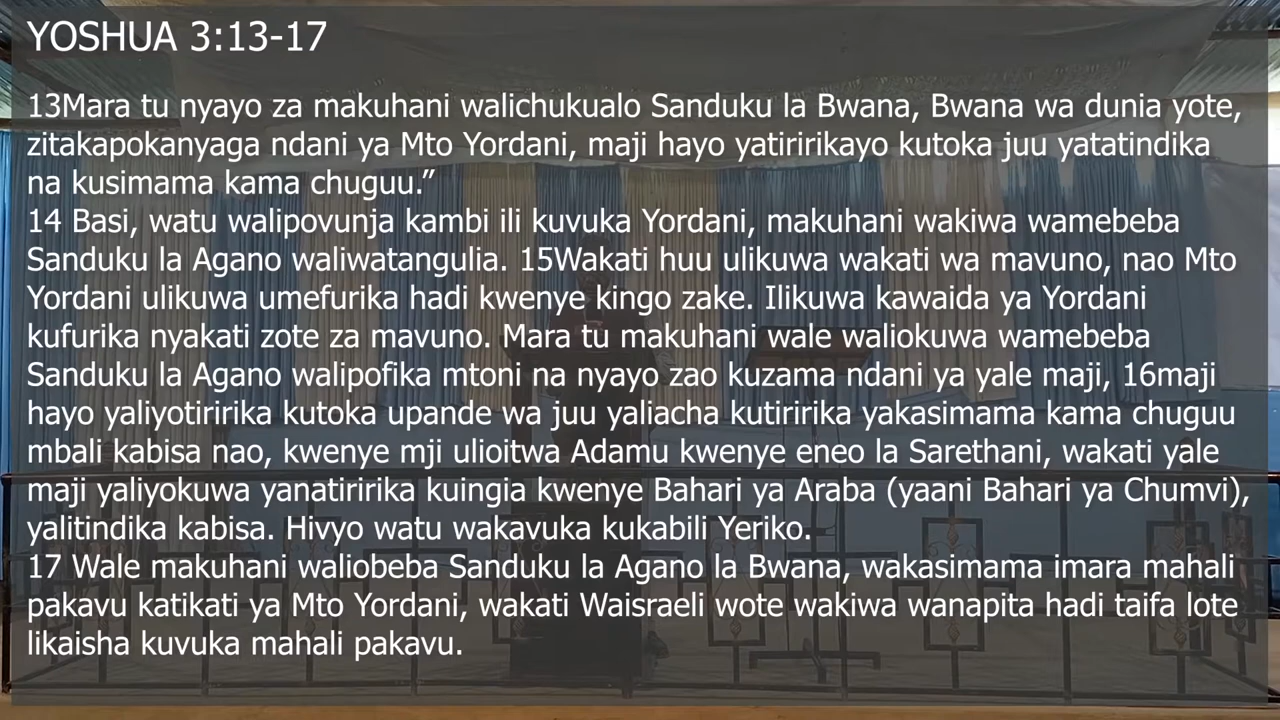 YOSHUA 3:13-17
13Mara tu nyayo za makuhani walichukualo Sanduku la Bwana, Bwana wa dunia yote,
zitakapokanyaga ndani ya Mto Yordani, maji hayo yatiririkayo kutoka juu yatatindika
na kusimama kama chuguu.”
14 Basi, watu walipovunja kambi ili kuvuka Yordani, makuhani wakiwa wamebeba
Sanduku la Agano waliwatangulia. 15Wakati huu ulikuwa wakati wa mavuno, nao Mto
Yordani ulikuwa umefurika hadi kwenye kingo zake. Ilikuwa kawaida ya Yordani
kufurika nyakati zote za mavuno. Mara tu makuhani wale waliokuwa wamebeba
Sanduku la Agano walipofika mtoni na nyayo zao kuzama ndani ya yale maji, 16maji
hayo yaliyotiririka kutoka upande wa juu yaliacha kutiririka yakasimama kama chuguu
mbali kabisa nao, kwenye mji ulioitwa Adamu kwenye eneo la Sarethani, wakati yale
maji yaliyokuwa yanatiririka kuingia kwenye Bahari ya Araba (yaani Bahari ya Chumvi),
yalitindika kabisa. Hivyo watu wakavuka kukabili Yeriko.
17 Wale makuhani waliobeba Sanduku la Agano la Bwana, wakasimama imara mahali
pakavu katikati ya Mto Yordani, wakati Waisraeli wote wakiwa wanapita hadi taifa lote
likaisha kuvuka mahali pakavu.